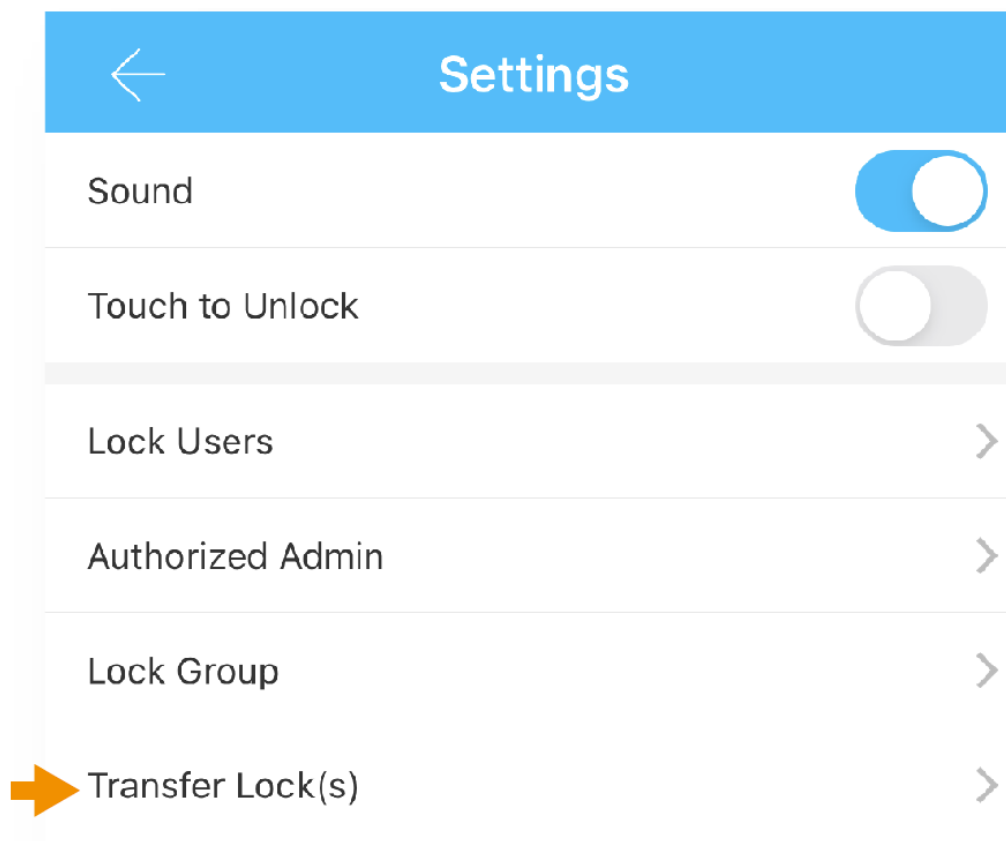 Settings
Sound
Touch to Unlock
Lock Users
Authorized Admin
Lock Group
Transfer Lock(s)